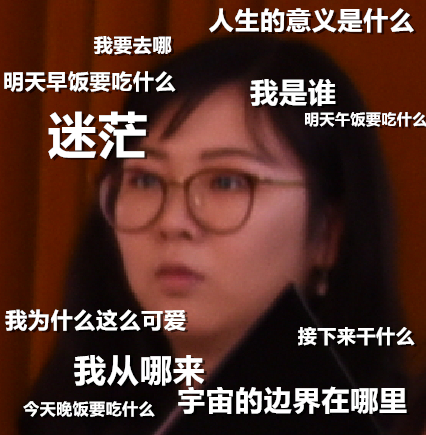 人生的意义是什么
我要去哪
明天早饭要吃什么
我是谁
明天午饭要吃什么
迷茫
我为什么这么可爱
接下来干什么
我从哪来
宇宙的边界在哪里
今天晚饭要吃什么